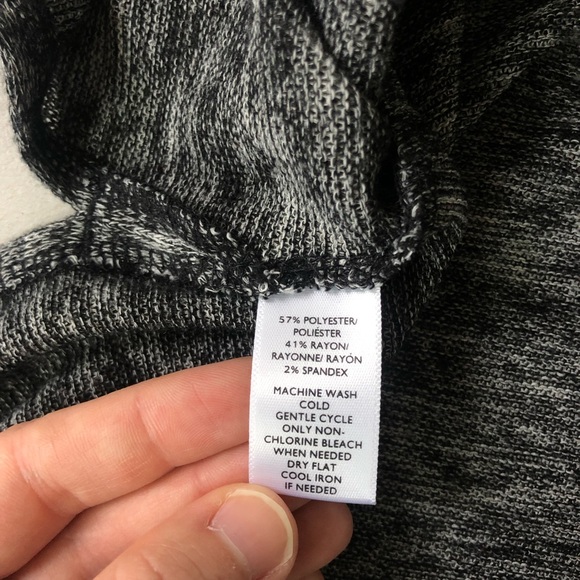 57% POLYESTER/
POLIÉSTER
41% RAYON/
RAYONNE/ RAYÓN
2% SPANDEX
MACHINE WASH
COLD
GENTLE CYCLE
ONLY NON-
CHLORINE BLEACH
WHEN NEEDED
DRY FLAT
COOL IRON
IF NEEDED